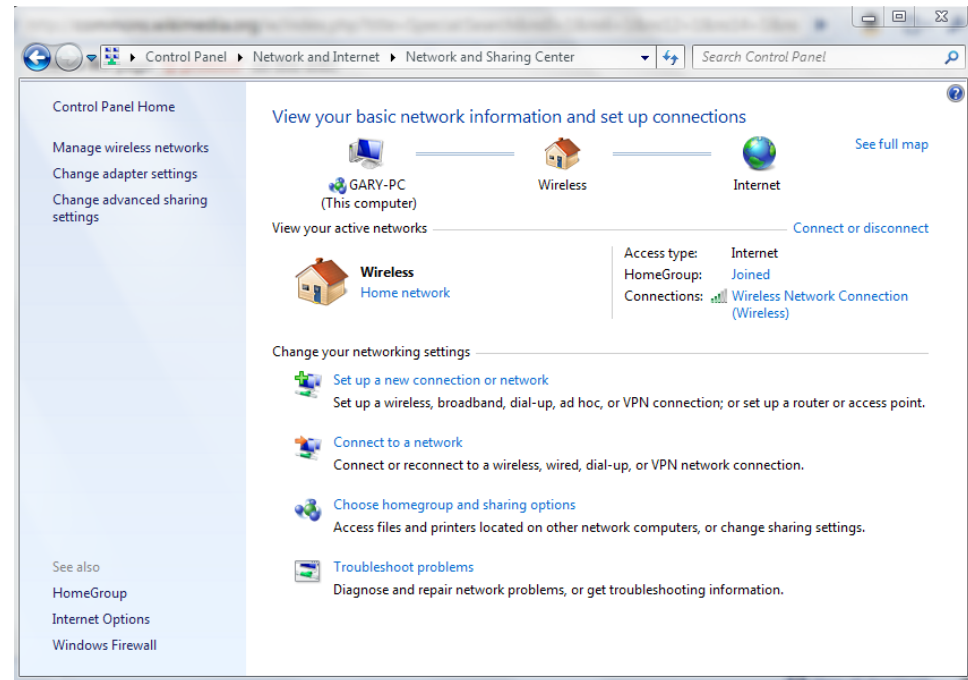 Control Panel Network and Internet Network and Sharing Center
Search Control Panel
Control Panel Home
Manage wireless networks
Change adapter settings
Change advanced sharing
settings
See also
HomeGroup
Internet Options
Windows Firewall
View your basic network information and set up connections
See full map
GARY-PC
(This computer)
Wireless
Internet
View your active networks
Connect or disconnect
Wireless
Home network
Access type: Internet
HomeGroup: Joined
Connections: Wireless Network Connection
(Wireless)
Change your networking settings
Set up a new connection or network
Set up a wireless, broadband, dial-up, ad hoc, or VPN connection; or set up a router or access point.
Connect to a network
Connect or reconnect to a wireless, wired, dial-up, or VPN network connection.
Choose homegroup and sharing options
Access files and printers located on other network computers, or change sharing settings.
Troubleshoot problems
Diagnose and repair network problems, or get troubleshooting information.